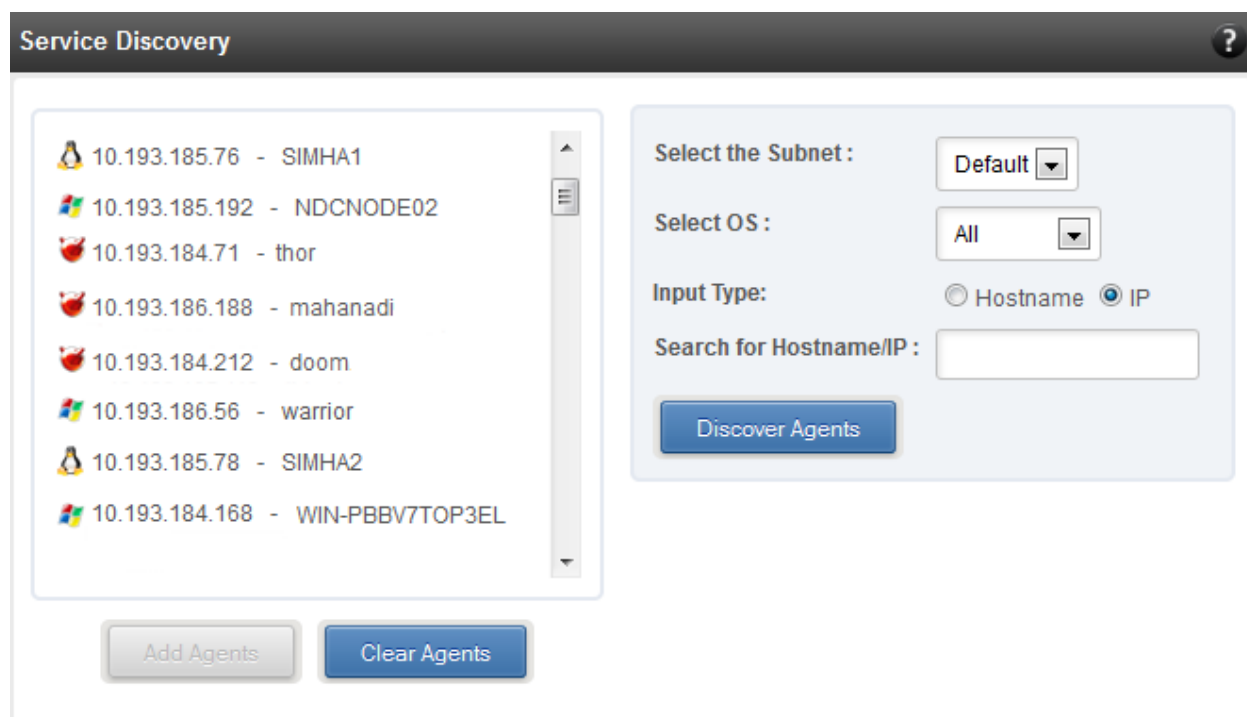 Service Discovery
?
10.193.185.76 - SIMHA1
10.193.185.192 - NDCNODE02
10.193.184.71 - thor
10.193.186.188 - mahanadi
10.193.184.212 - doom
10.193.186.56 - warrior
10.193.185.78 - SIMHA2
10.193.184.168 - WIN-PBBV7TOP3EL
Add Agents
Clear Agents
Select the Subnet :
Default
Select OS :
All
Input Type:
Hostname
IP
Search for Hostname/IP :
Discover Agents